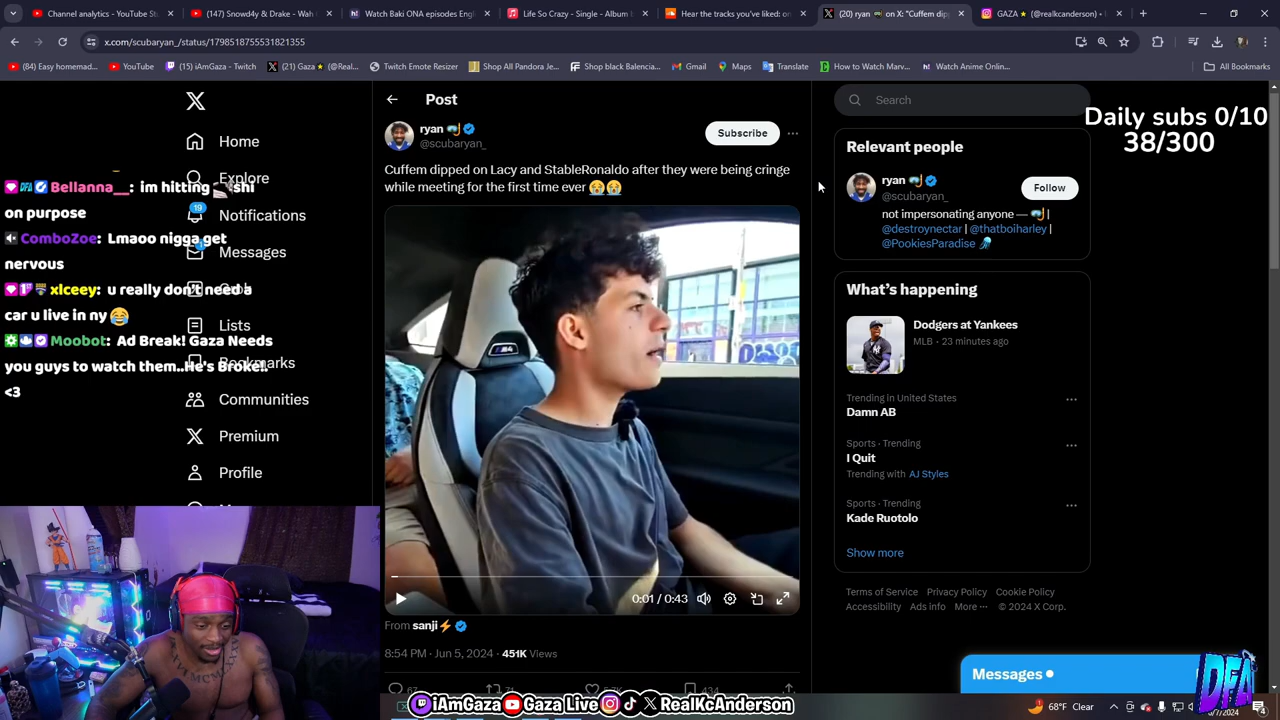 Channel analytics - YouTube St
(147) Snowd4y & Drake - Wah G
Watch Baki ONA episodes Engl
Life So Crazy - Single - Album b
Hear the tracks you've liked: on
(20) ryan 🤿 on X: "Cuffem dipp
GAZA ★ (@realkcanderson) • I
x.com/scubaryan_/status/1798518755531821355
(84) Easy homemad...
YouTube
(15) iAmGaza - Twitch
(21) Gaza ★ (@Real...
Twitch Emote Resizer
Shop All Pandora Je...
Shop black Balencia...
Gmail
Maps
Translate
How to Watch Marv...
Watch Anime Onlin...
All Bookmarks
Home
Explore
Notifications
19
Messages
Lists
Bookmarks
Communities
Premium
Profile
Bellanna__: im hitting shi
on purpose
ComboZoe: Lmaoo nigga get
nervous
xIceey: u really don't need a
car u live in ny 😂
Moobot: Ad Break! Gaza Needs
you guys to watch them..He's Broke!.
<3
Post
ryan 🤿
@scubaryan_
Subscribe
Cuffem dipped on Lacy and StableRonaldo after they were being cringe
while meeting for the first time ever 😭😭
M4
0:01 / 0:43
From sanji⚡
8:54 PM · Jun 5, 2024 · 451K Views
434
Search
Daily subs 0/10
38/300
Relevant people
ryan 🤿
@scubaryan_
Follow
not impersonating anyone — 🤿 |
@destroynectar | @thatboiharley |
@PookiesParadise 🪼
What's happening
Dodgers at Yankees
MLB · 23 minutes ago
Trending in United States
Damn AB
Sports · Trending
I Quit
Trending with AJ Styles
Sports · Trending
Kade Ruotolo
Show more
Terms of Service Privacy Policy Cookie Policy
Accessibility Ads info More ··· © 2024 X Corp.
Messages
DFA
iAmGaza Gaza Live RealKcAnderson
68°F Clear